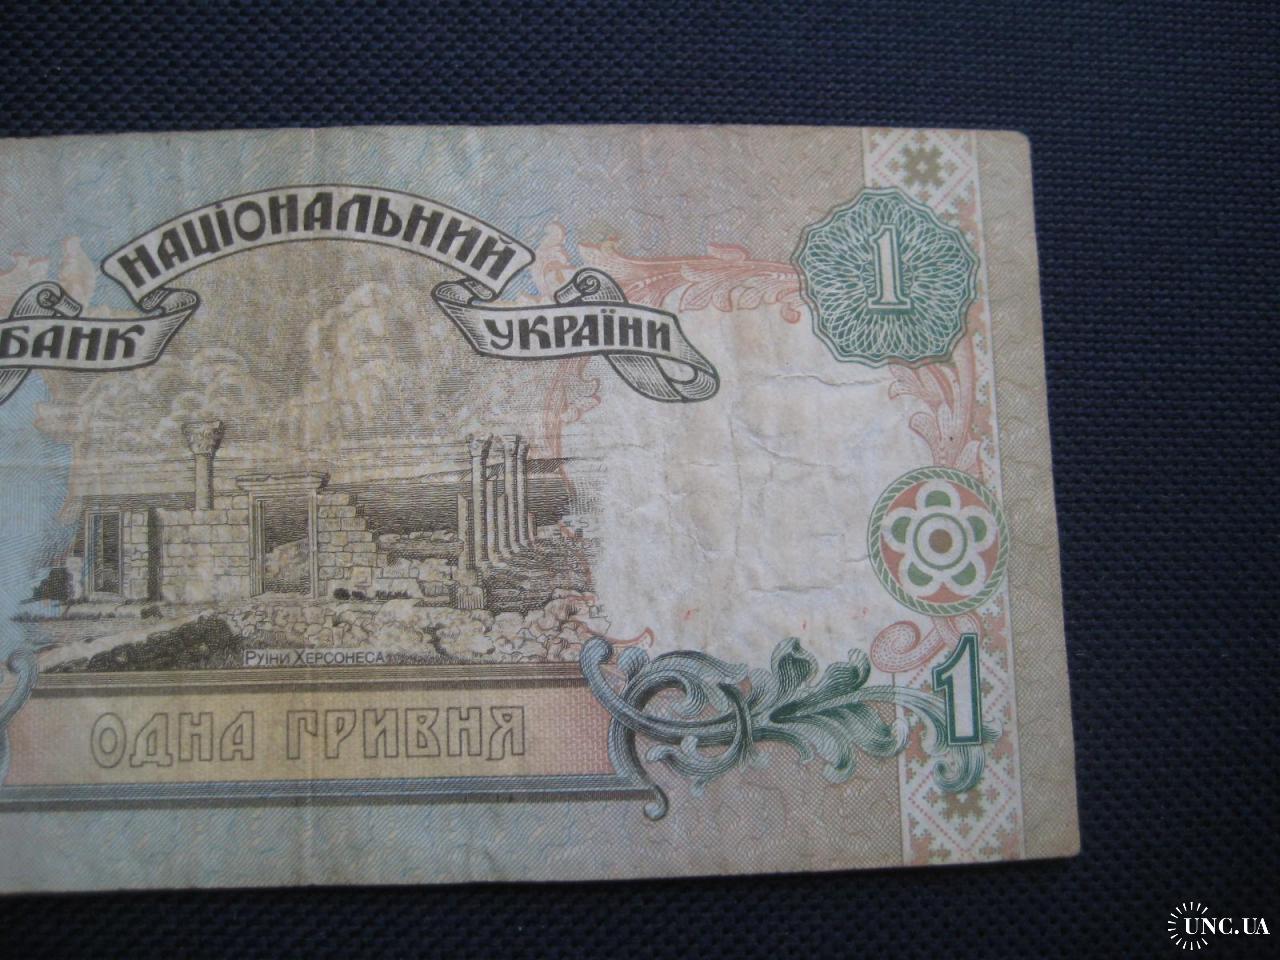 НАЦІОНАЛЬНИЙ
БАНК УКРАЇНИ
1
РУЇНИ ХЕРСОНЕСА
ОДНА ГРИВНЯ
1
UNC.UA